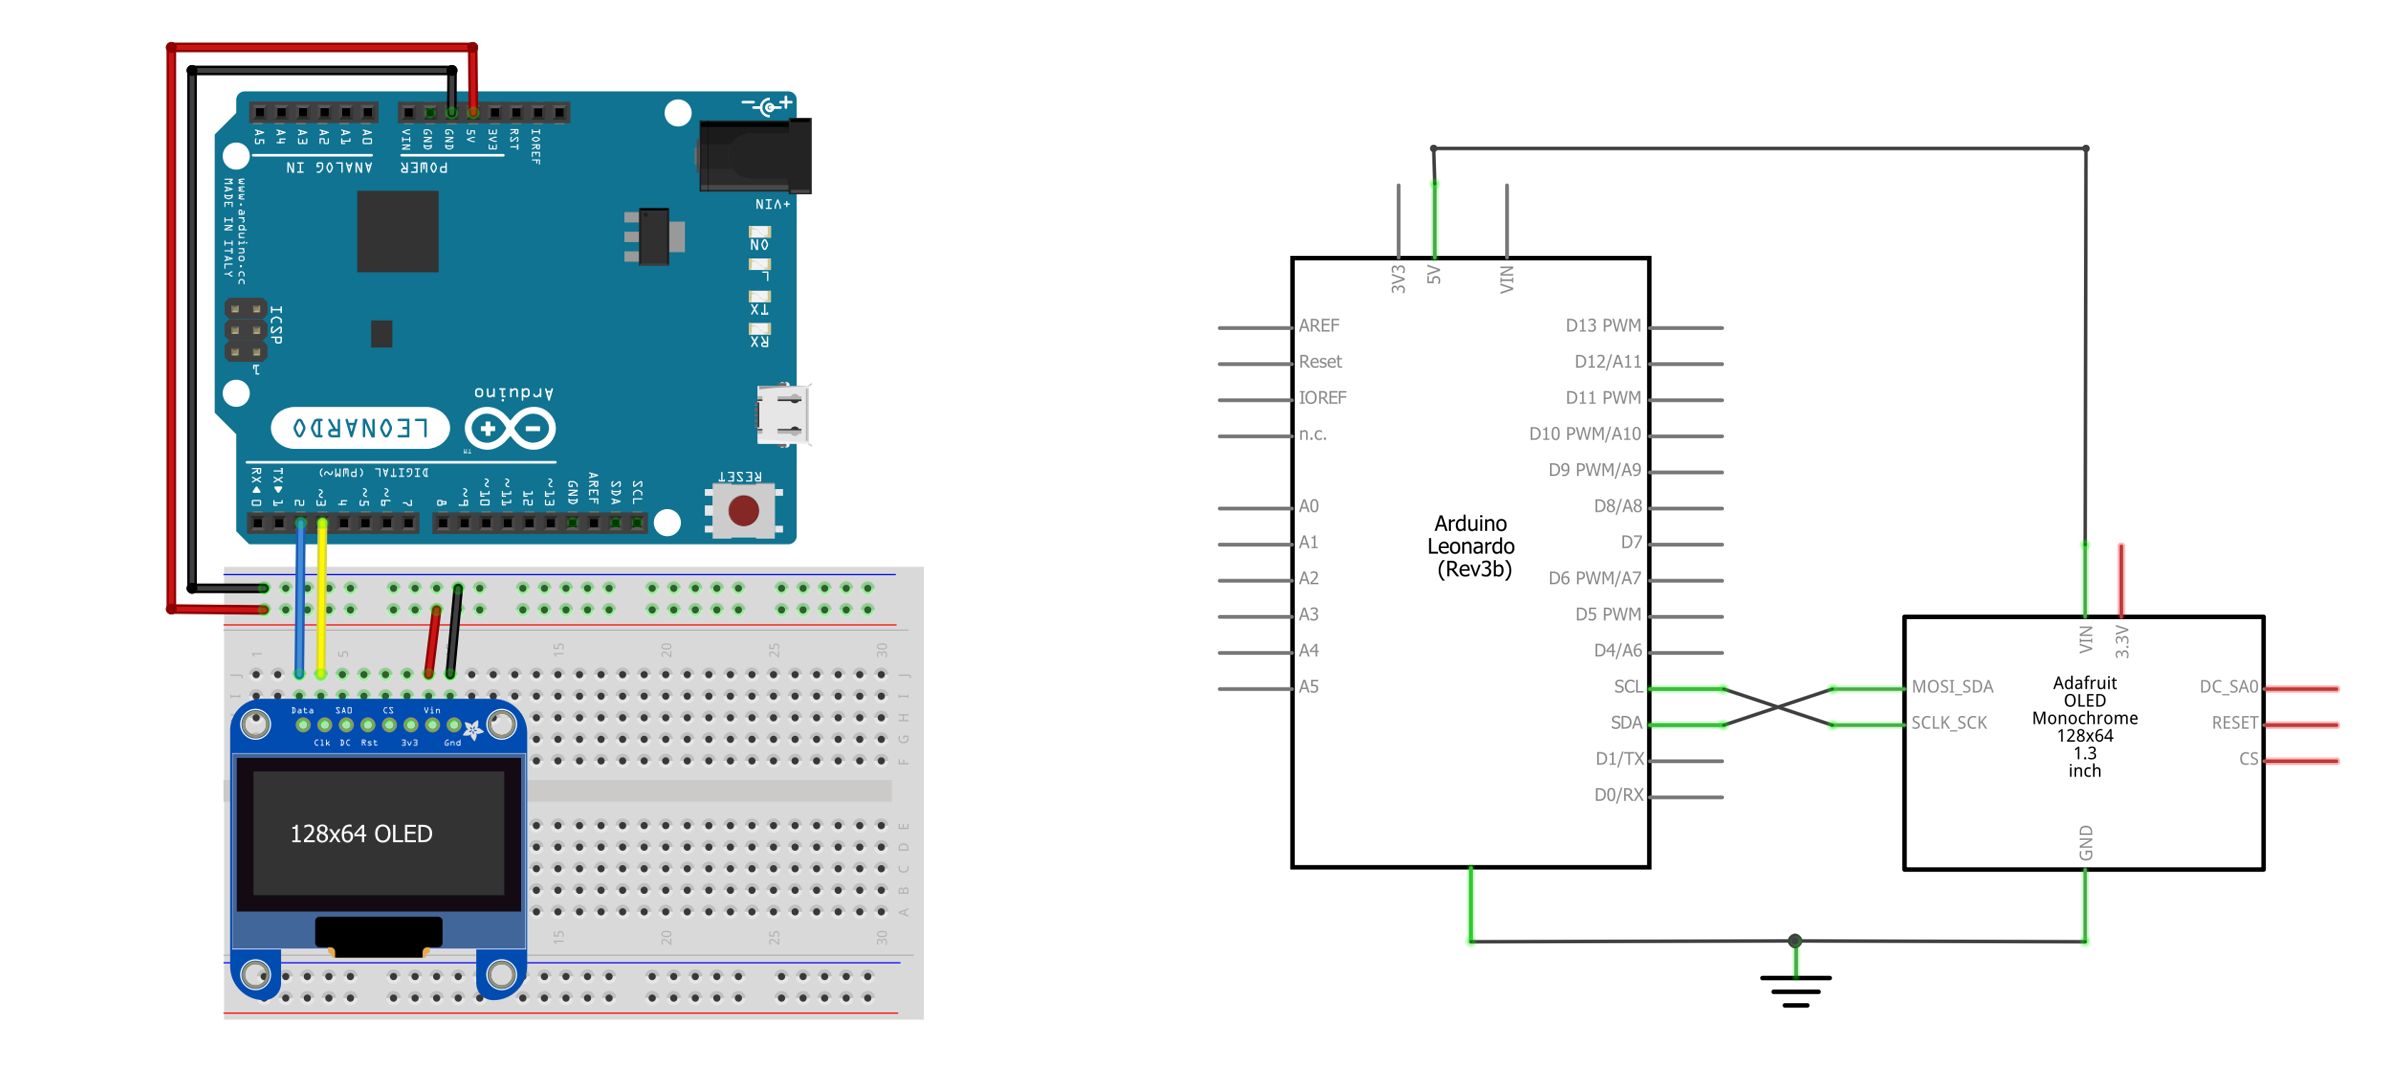 A5 A4 A3 A2 A1 A0
VIN GND GND 5V 3V3 RST IOREF
ANALOG IN
POWER
www.arduino.cc
MADE IN ITALY
+VIN
ON
L
TX
RX
ICSP
1
Arduino
LEONARDO
TM
RESET
DIGITAL (PWM~)
RX◄0 TX►1 2 ~3 4 ~5 ~6 7 8 ~9 ~10 ~11 12 ~13 GND AREF SDA SCL
1 5 15 20 25 30
J J
I I
H
G
F
Data SAO CS Vin
Clk DC Rst 3v3 Gnd
128x64 OLED
E
D
C
B
A
15 20 25 30
3V3 5V VIN
AREF
Reset
IOREF
n.c.
A0
A1
A2
A3
A4
A5
Arduino
Leonardo
(Rev3b)
D13 PWM
D12/A11
D11 PWM
D10 PWM/A10
D9 PWM/A9
D8/A8
D7
D6 PWM/A7
D5 PWM
D4/A6
SCL
SDA
D1/TX
D0/RX
VIN 3.3V
MOSI_SDA
SCLK_SCK
Adafruit
OLED
Monochrome
128x64
1.3
inch
DC_SA0
RESET
CS
GND